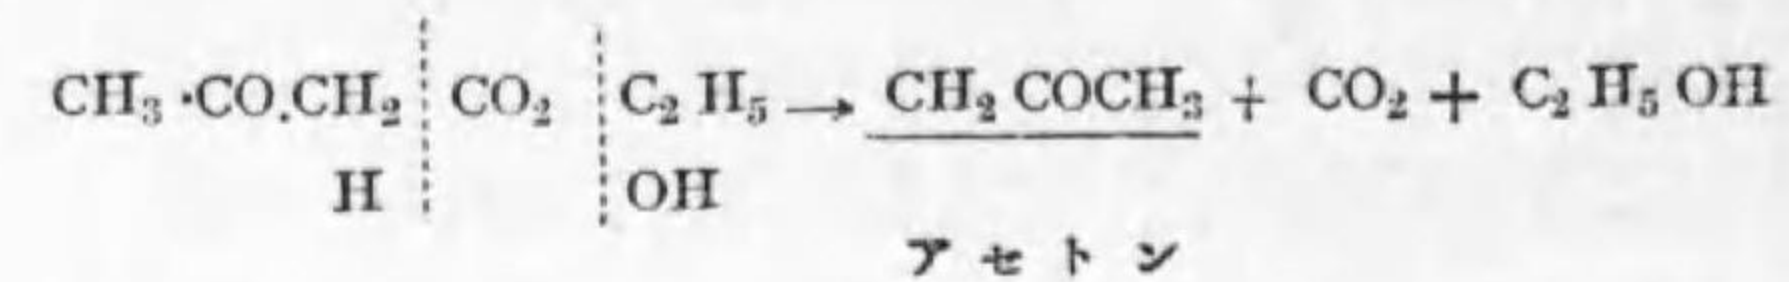 CH₃·CO.CH₂ CO₂ C₂H₅ → CH₂COCH₃ + CO₂ + C₂H₅OH
H OH
アセトン